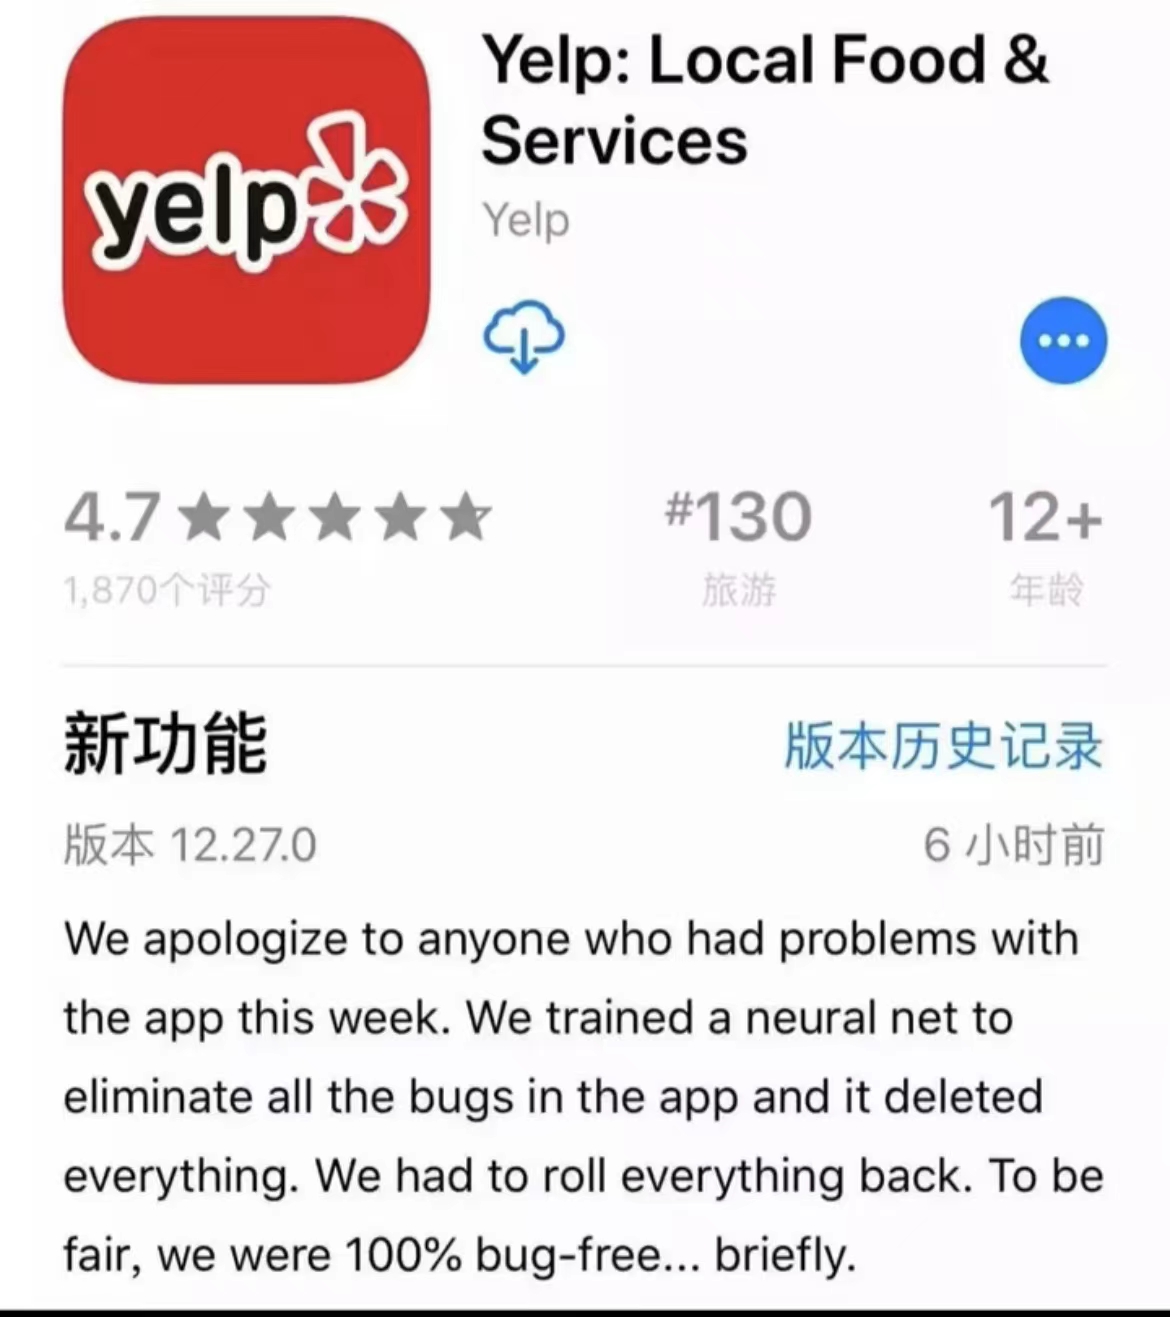 yelp
Yelp: Local Food &
Services
Yelp
4.7
#130
12+
1,870个评分
旅游
年龄
新功能
版本历史记录
版本 12.27.0
6 小时前
We apologize to anyone who had problems with
the app this week. We trained a neural net to
eliminate all the bugs in the app and it deleted
everything. We had to roll everything back. To be
fair, we were 100% bug-free... briefly.